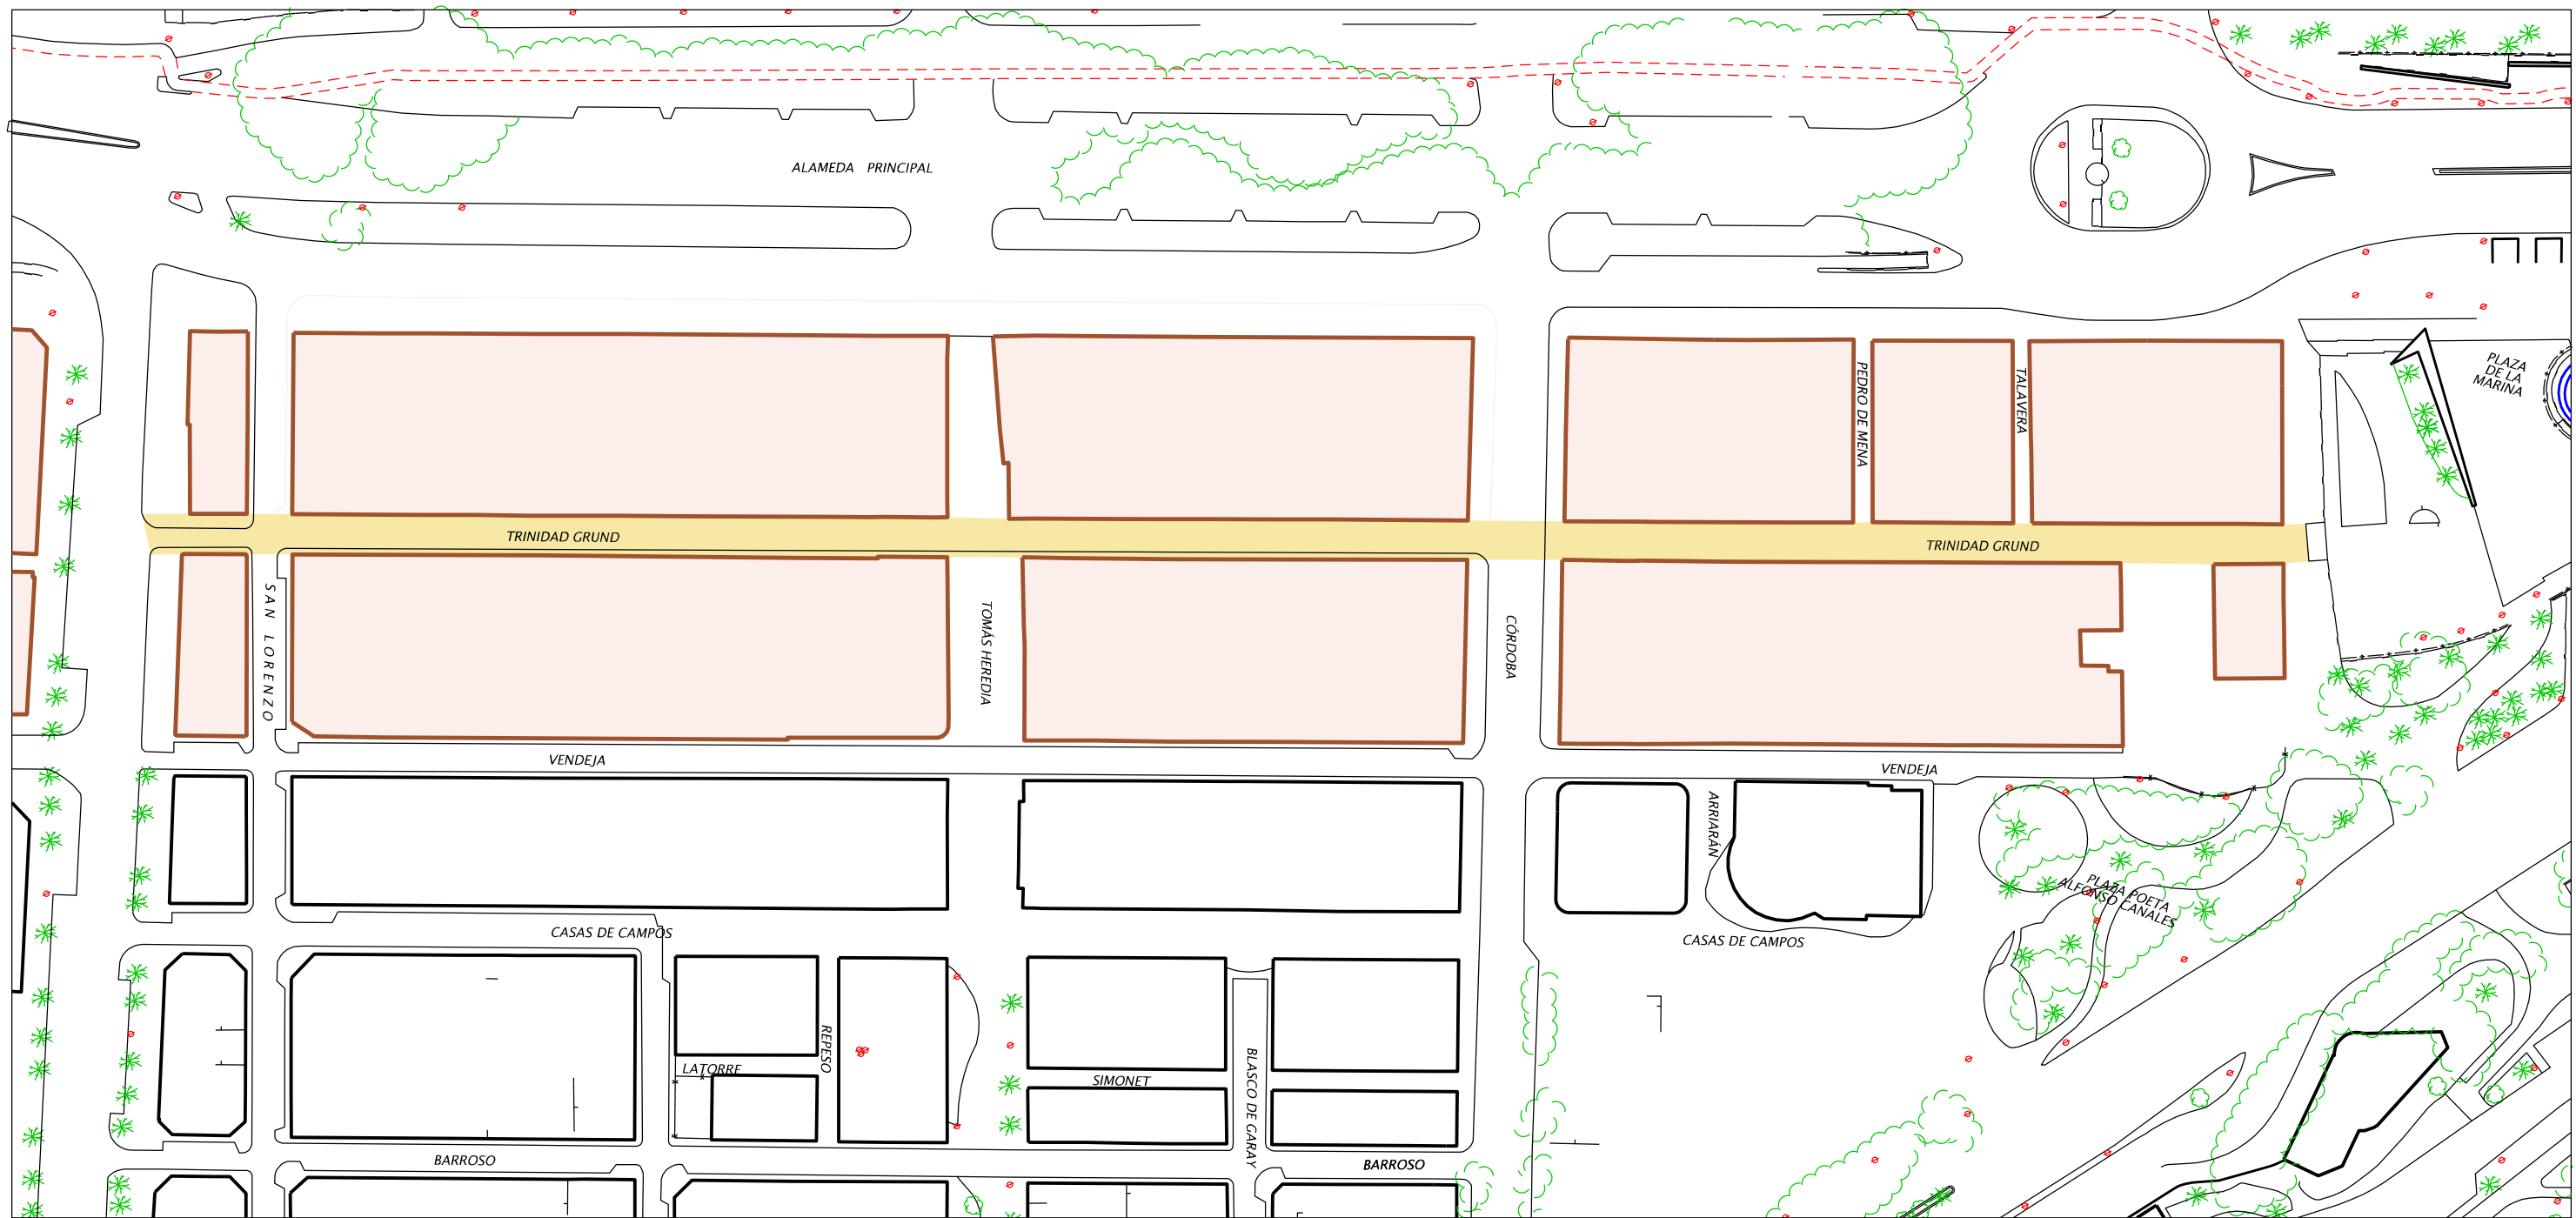 ALAMEDA PRINCIPAL
PLAZA
DE LA
MARINA
PEDRO DE MENA
TALAVERA
TRINIDAD GRUND
TRINIDAD GRUND
SAN LORENZO
TOMÁS HEREDIA
CÓRDOBA
VENDEJA
VENDEJA
ARRIARÁN
PLAZA POETA
ALFONSO CANALES
CASAS DE CAMPOS
CASAS DE CAMPOS
REPESO
LATORRE
SIMONET
BLASCO DE GARAY
BARROSO
BARROSO